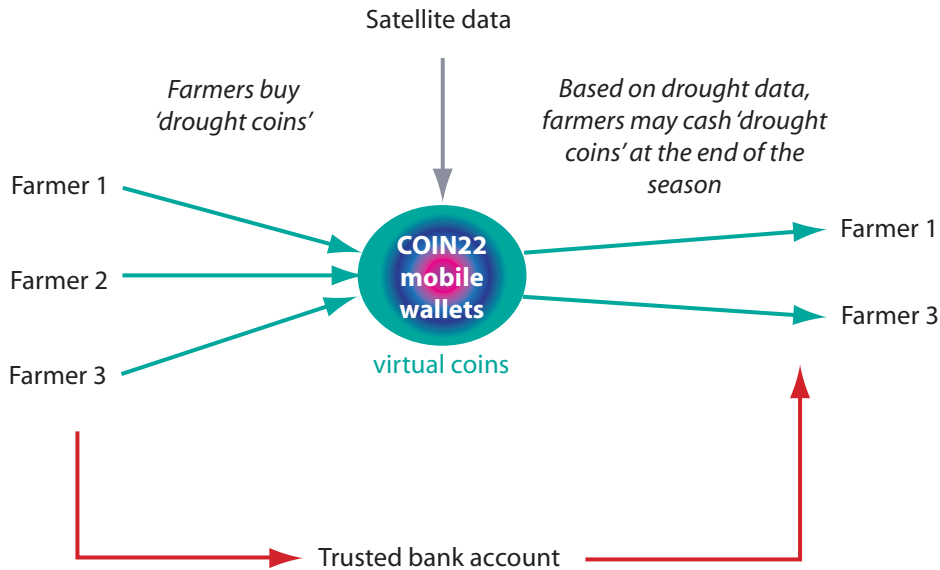 Satellite data
Farmers buy
‘drought coins’
Based on drought data,
farmers may cash ‘drought
coins’ at the end of the
season
Farmer 1
Farmer 2
Farmer 3
COIN22
mobile
wallets
virtual coins
Farmer 1
Farmer 3
Trusted bank account